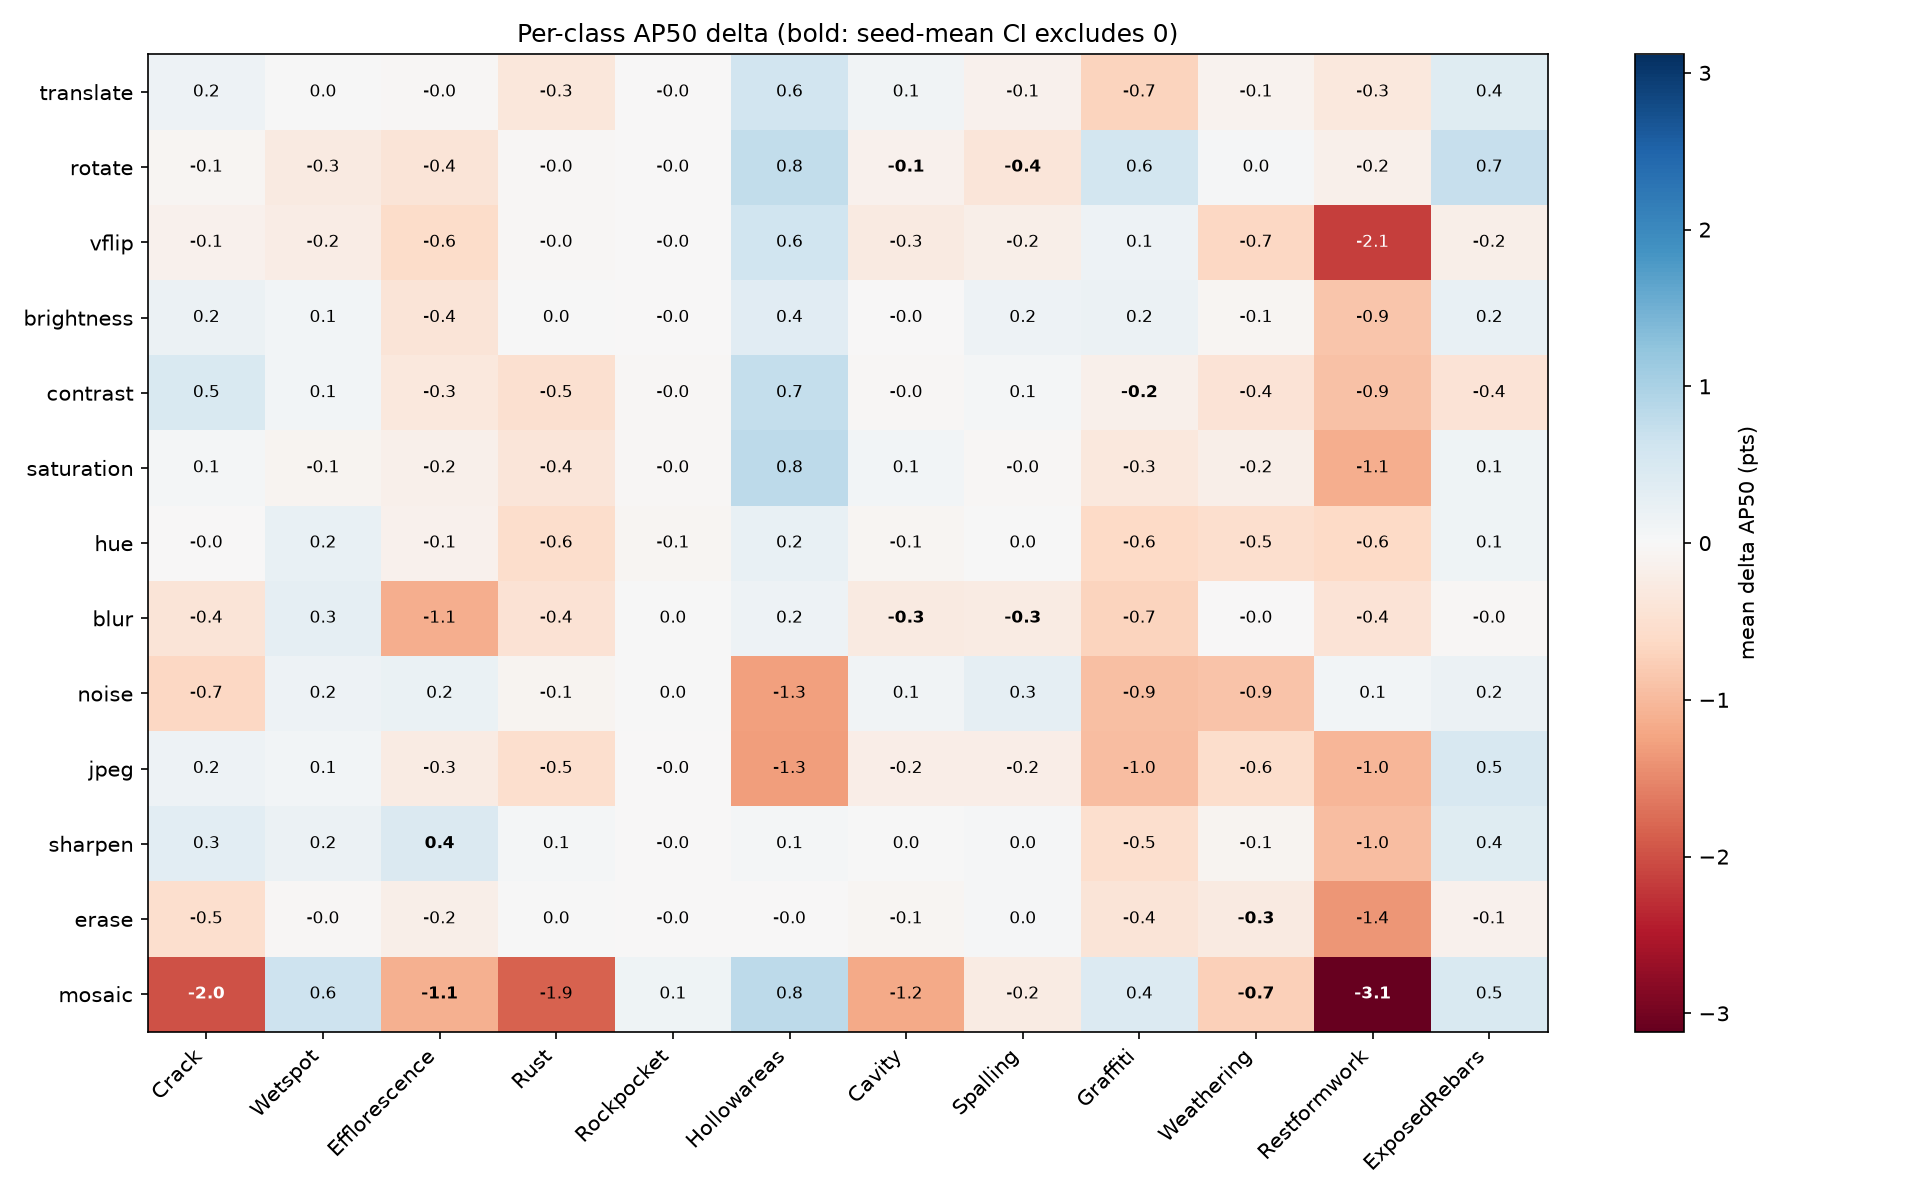 Per-class AP50 delta (bold: seed-mean CI excludes 0)
translate 0.2 0.0 -0.0 -0.3 -0.0 0.6 0.1 -0.1 -0.7 -0.1 -0.3 0.4
rotate -0.1 -0.3 -0.4 -0.0 -0.0 0.8 -0.1 -0.4 0.6 0.0 -0.2 0.7
vflip -0.1 -0.2 -0.6 -0.0 -0.0 0.6 -0.3 -0.2 0.1 -0.7 -2.1 -0.2
brightness 0.2 0.1 -0.4 0.0 -0.0 0.4 -0.0 0.2 0.2 -0.1 -0.9 0.2
contrast 0.5 0.1 -0.3 -0.5 -0.0 0.7 -0.0 0.1 -0.2 -0.4 -0.9 -0.4
saturation 0.1 -0.1 -0.2 -0.4 -0.0 0.8 0.1 -0.0 -0.3 -0.2 -1.1 0.1
hue -0.0 0.2 -0.1 -0.6 -0.1 0.2 -0.1 0.0 -0.6 -0.5 -0.6 0.1
blur -0.4 0.3 -1.1 -0.4 0.0 0.2 -0.3 -0.3 -0.7 -0.0 -0.4 -0.0
noise -0.7 0.2 0.2 -0.1 0.0 -1.3 0.1 0.3 -0.9 -0.9 0.1 0.2
jpeg 0.2 0.1 -0.3 -0.5 -0.0 -1.3 -0.2 -0.2 -1.0 -0.6 -1.0 0.5
sharpen 0.3 0.2 0.4 0.1 -0.0 0.1 0.0 0.0 -0.5 -0.1 -1.0 0.4
erase -0.5 -0.0 -0.2 0.0 -0.0 -0.0 -0.1 0.0 -0.4 -0.3 -1.4 -0.1
mosaic -2.0 0.6 -1.1 -1.9 0.1 0.8 -1.2 -0.2 0.4 -0.7 -3.1 0.5
Crack
Wetspot
Efflorescence
Rust
Rockpocket
Hollowareas
Cavity
Spalling
Graffiti
Weathering
Restformwork
ExposedRebars
3
2
1
0
−1
−2
−3
mean delta AP50 (pts)